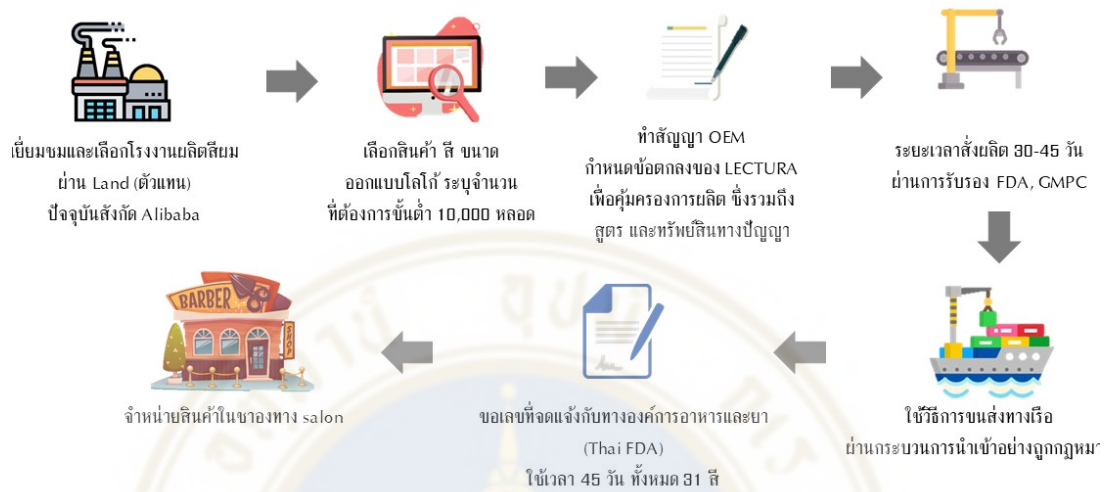 เยี่ยมชมและเลือกโรงงานผลิตสีผม
ผ่าน Land (ตัวแทน)
ปัจจุบันสังกัด Alibaba
เลือกสินค้า สี ขนาด
ออกแบบโลโก้ ระบุจำนวน
ที่ต้องการขั้นต่ำ 10,000 หลอด
ทำสัญญา OEM
กำหนดข้อตกลงของ LECTURA
เพื่อคุ้มครองการผลิต ซึ่งรวมถึง
สูตร และทรัพย์สินทางปัญญา
ระยะเวลาสั่งผลิต 30-45 วัน
ผ่านการรับรอง FDA, GMPC
ใช้วิธีการขนส่งทางเรือ
ผ่านกระบวนการนำเข้าอย่างถูกกฎหมา
ขอเลขที่จดแจ้งกับทางองค์การอาหารและยา
(Thai FDA)
ใช้เวลา 45 วัน ทั้งหมด 31 สี
BARBER
SHOP
จำหน่ายสินค้าในชาองทาง salon